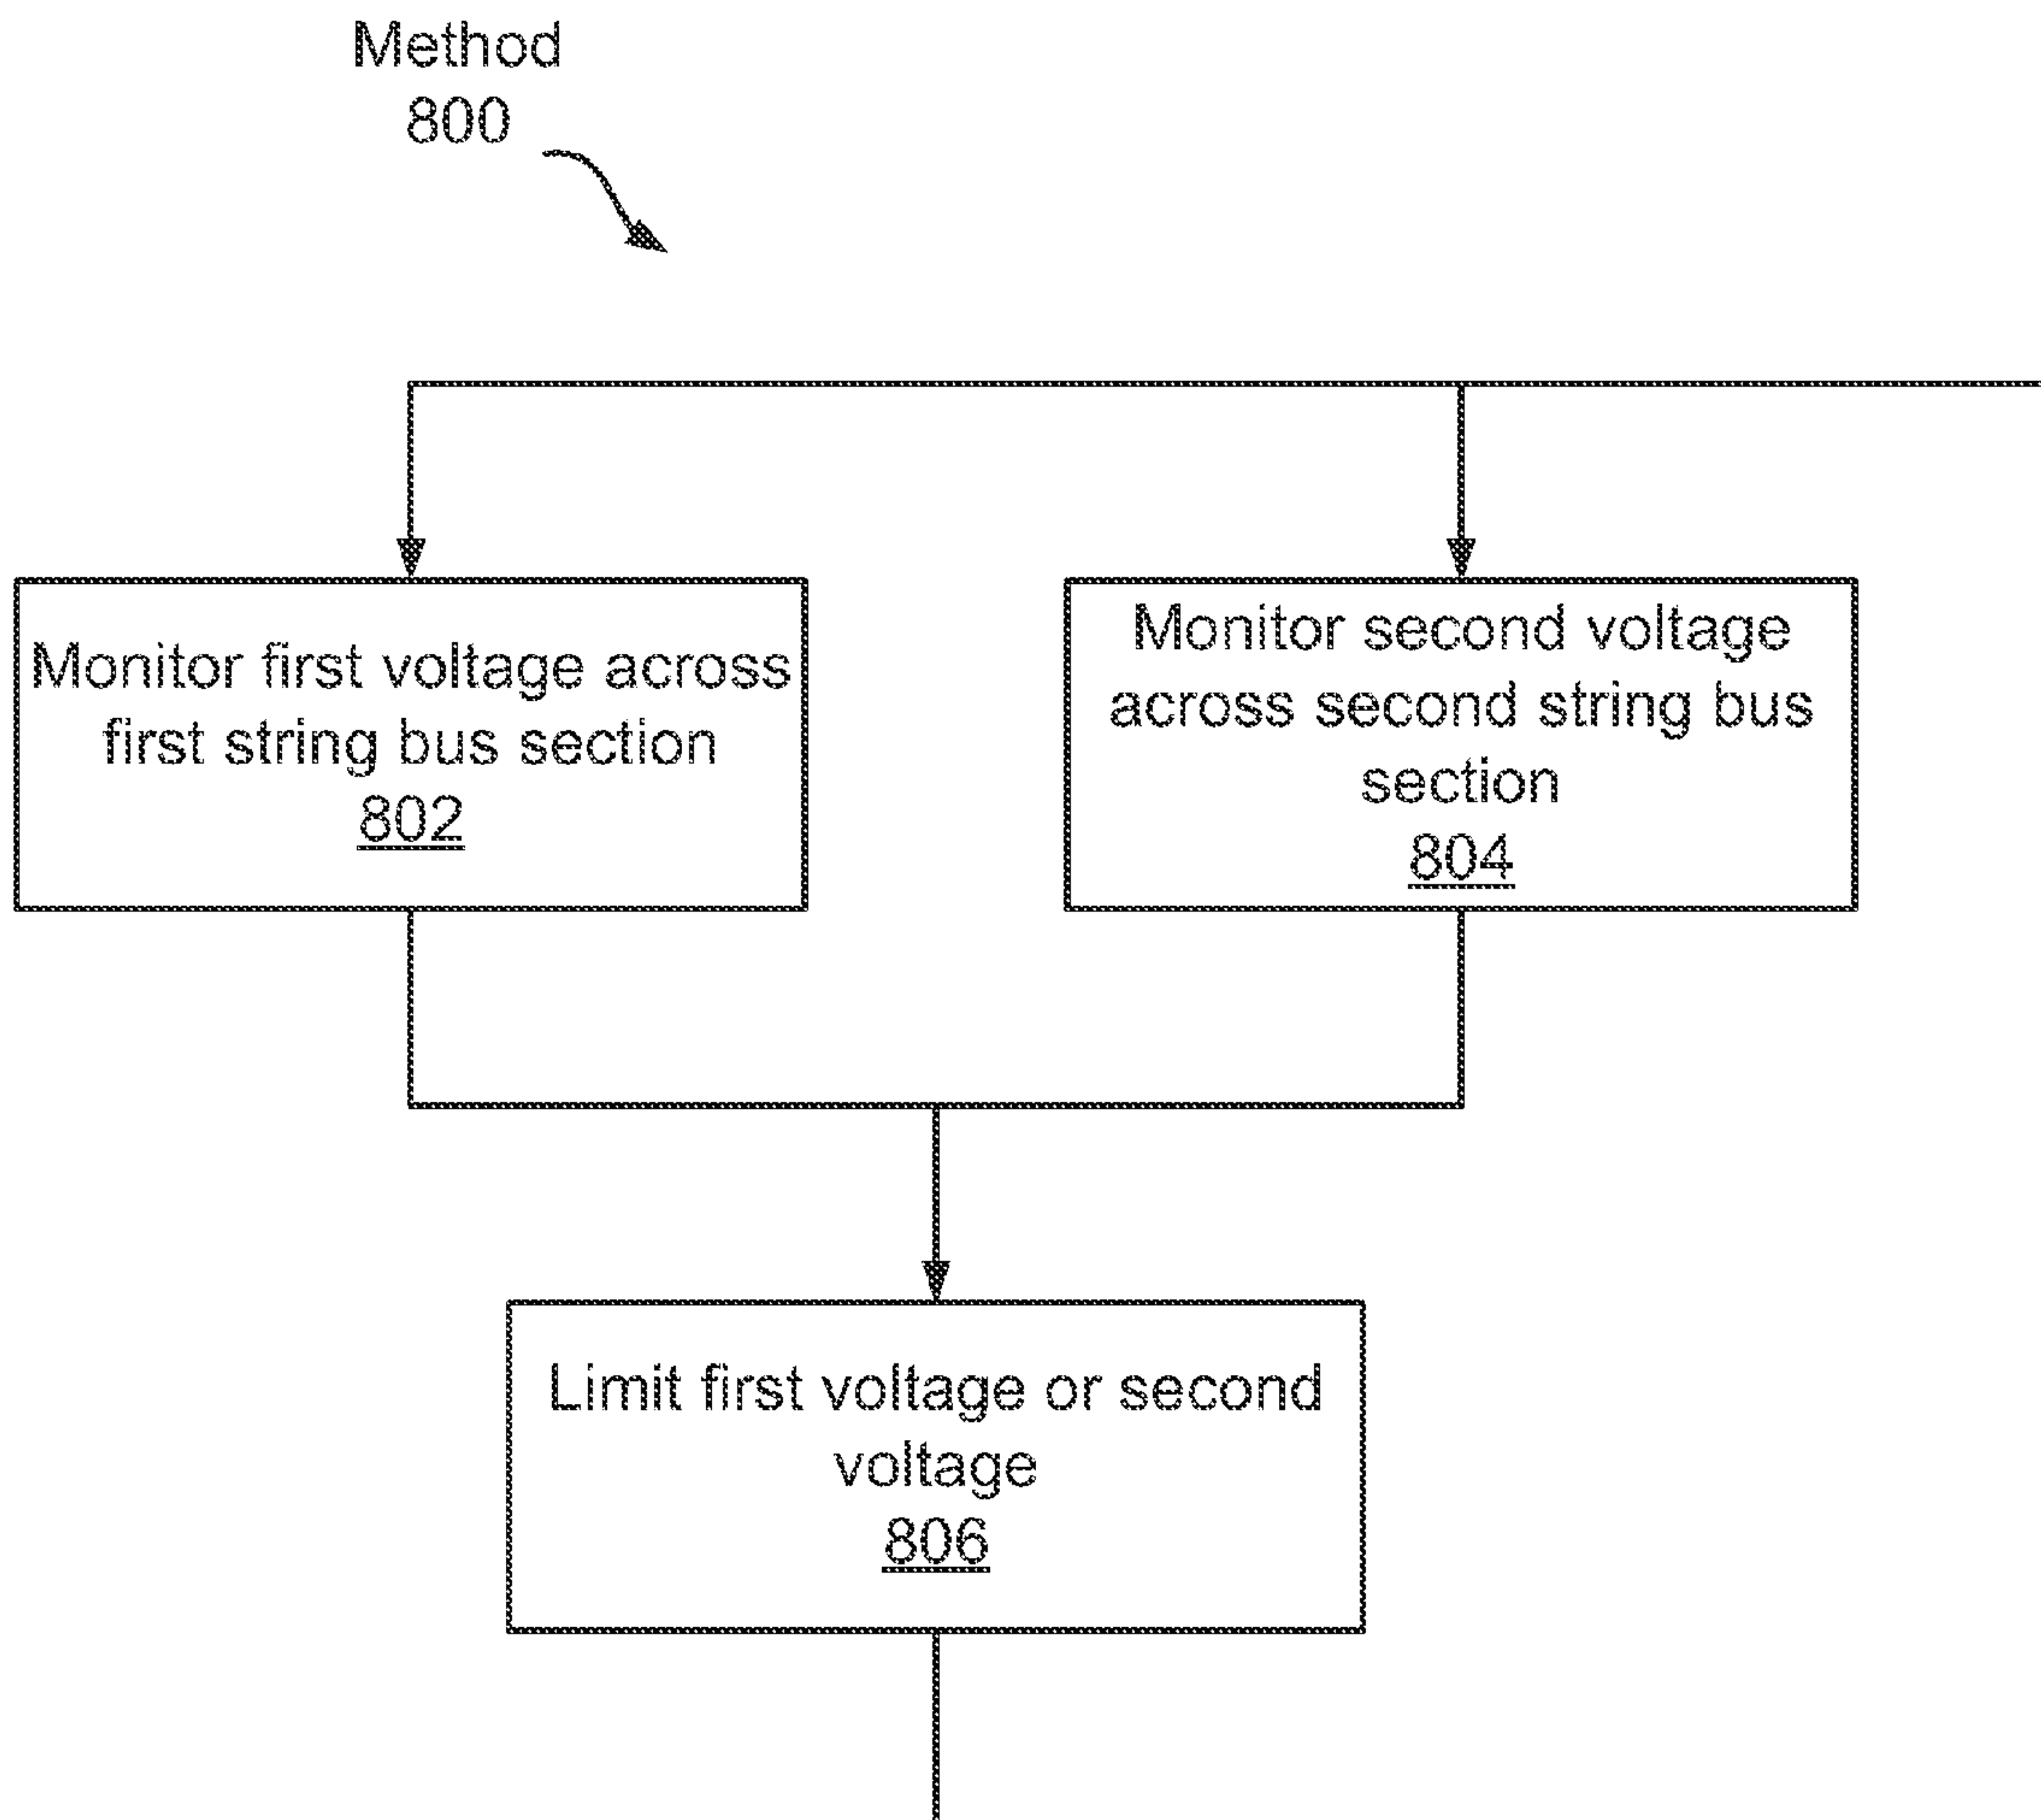 Method
800
Monitor first voltage across
first string bus section
802
Monitor second voltage
across second string bus
section
804
Limit first voltage or second
voltage
806